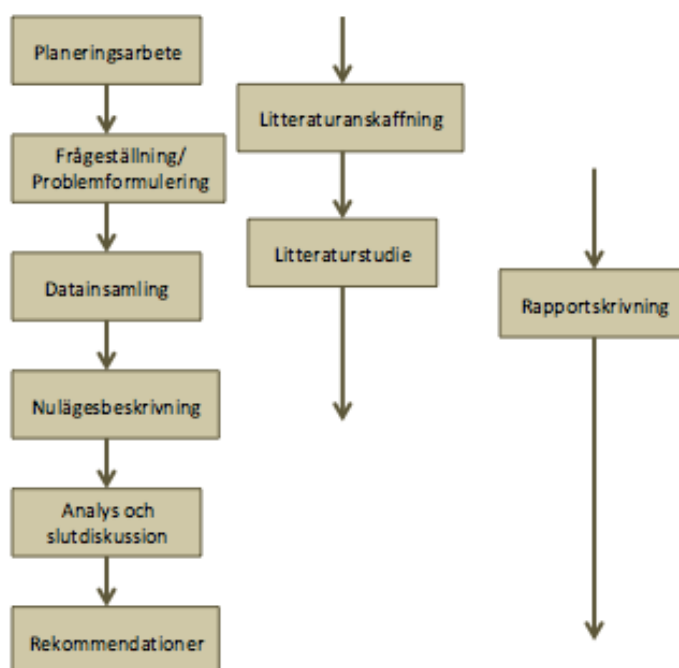 Planeringsarbete
Frågeställning/
Problemformulering
Datainsamling
Nulägesbeskrivning
Analys och
slutdiskussion
Rekommendationer
Litteraturanskaffning
Litteraturstudie
Rapportskrivning